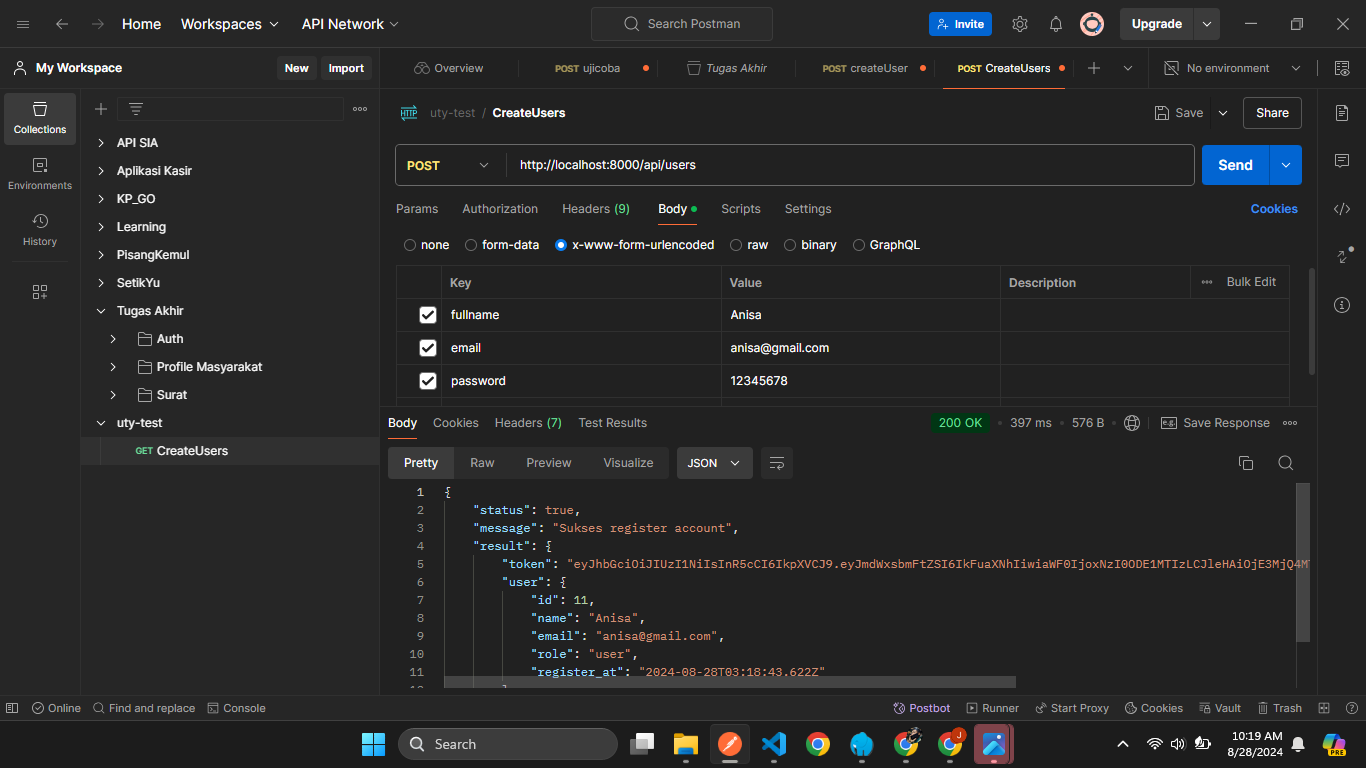 Home Workspaces API Network Search Postman Invite Upgrade
My Workspace New Import Overview POST ujicoba Tugas Akhir POST createUser POST CreateUsers No environment
Collections
Environments
History
API SIA
Aplikasi Kasir
KP_GO
Learning
PisangKemul
SetikYu
Tugas Akhir
Auth
Profile Masyarakat
Surat
uty-test
GET CreateUsers
HTTP uty-test / CreateUsers Save Share
POST http://localhost:8000/api/users Send
Params Authorization Headers (9) Body Scripts Settings Cookies
none form-data x-www-form-urlencoded raw binary GraphQL
Key Value Description Bulk Edit
fullname Anisa
email anisa@gmail.com
password 12345678
Body Cookies Headers (7) Test Results 200 OK 397 ms 576 B e.g. Save Response
Pretty Raw Preview Visualize JSON
1 {
2 "status": true,
3 "message": "Sukses register account",
4 "result": {
5 "token": "eyJhbGciOiJIUzI1NiIsInR5cCI6IkpXVCJ9.eyJmdWxsbmFtZSI6IkFuaXNhIiwiaWF0IjoxNzI0ODE1MTIzLCJleHAiOjE3MjQ4MT
6 "user": {
7 "id": 11,
8 "name": "Anisa",
9 "email": "anisa@gmail.com",
10 "role": "user",
11 "register_at": "2024-08-28T03:18:43.622Z"
Online Find and replace Console Postbot Runner Start Proxy Cookies Vault Trash
Search J 10:19 AM PRE
8/28/2024